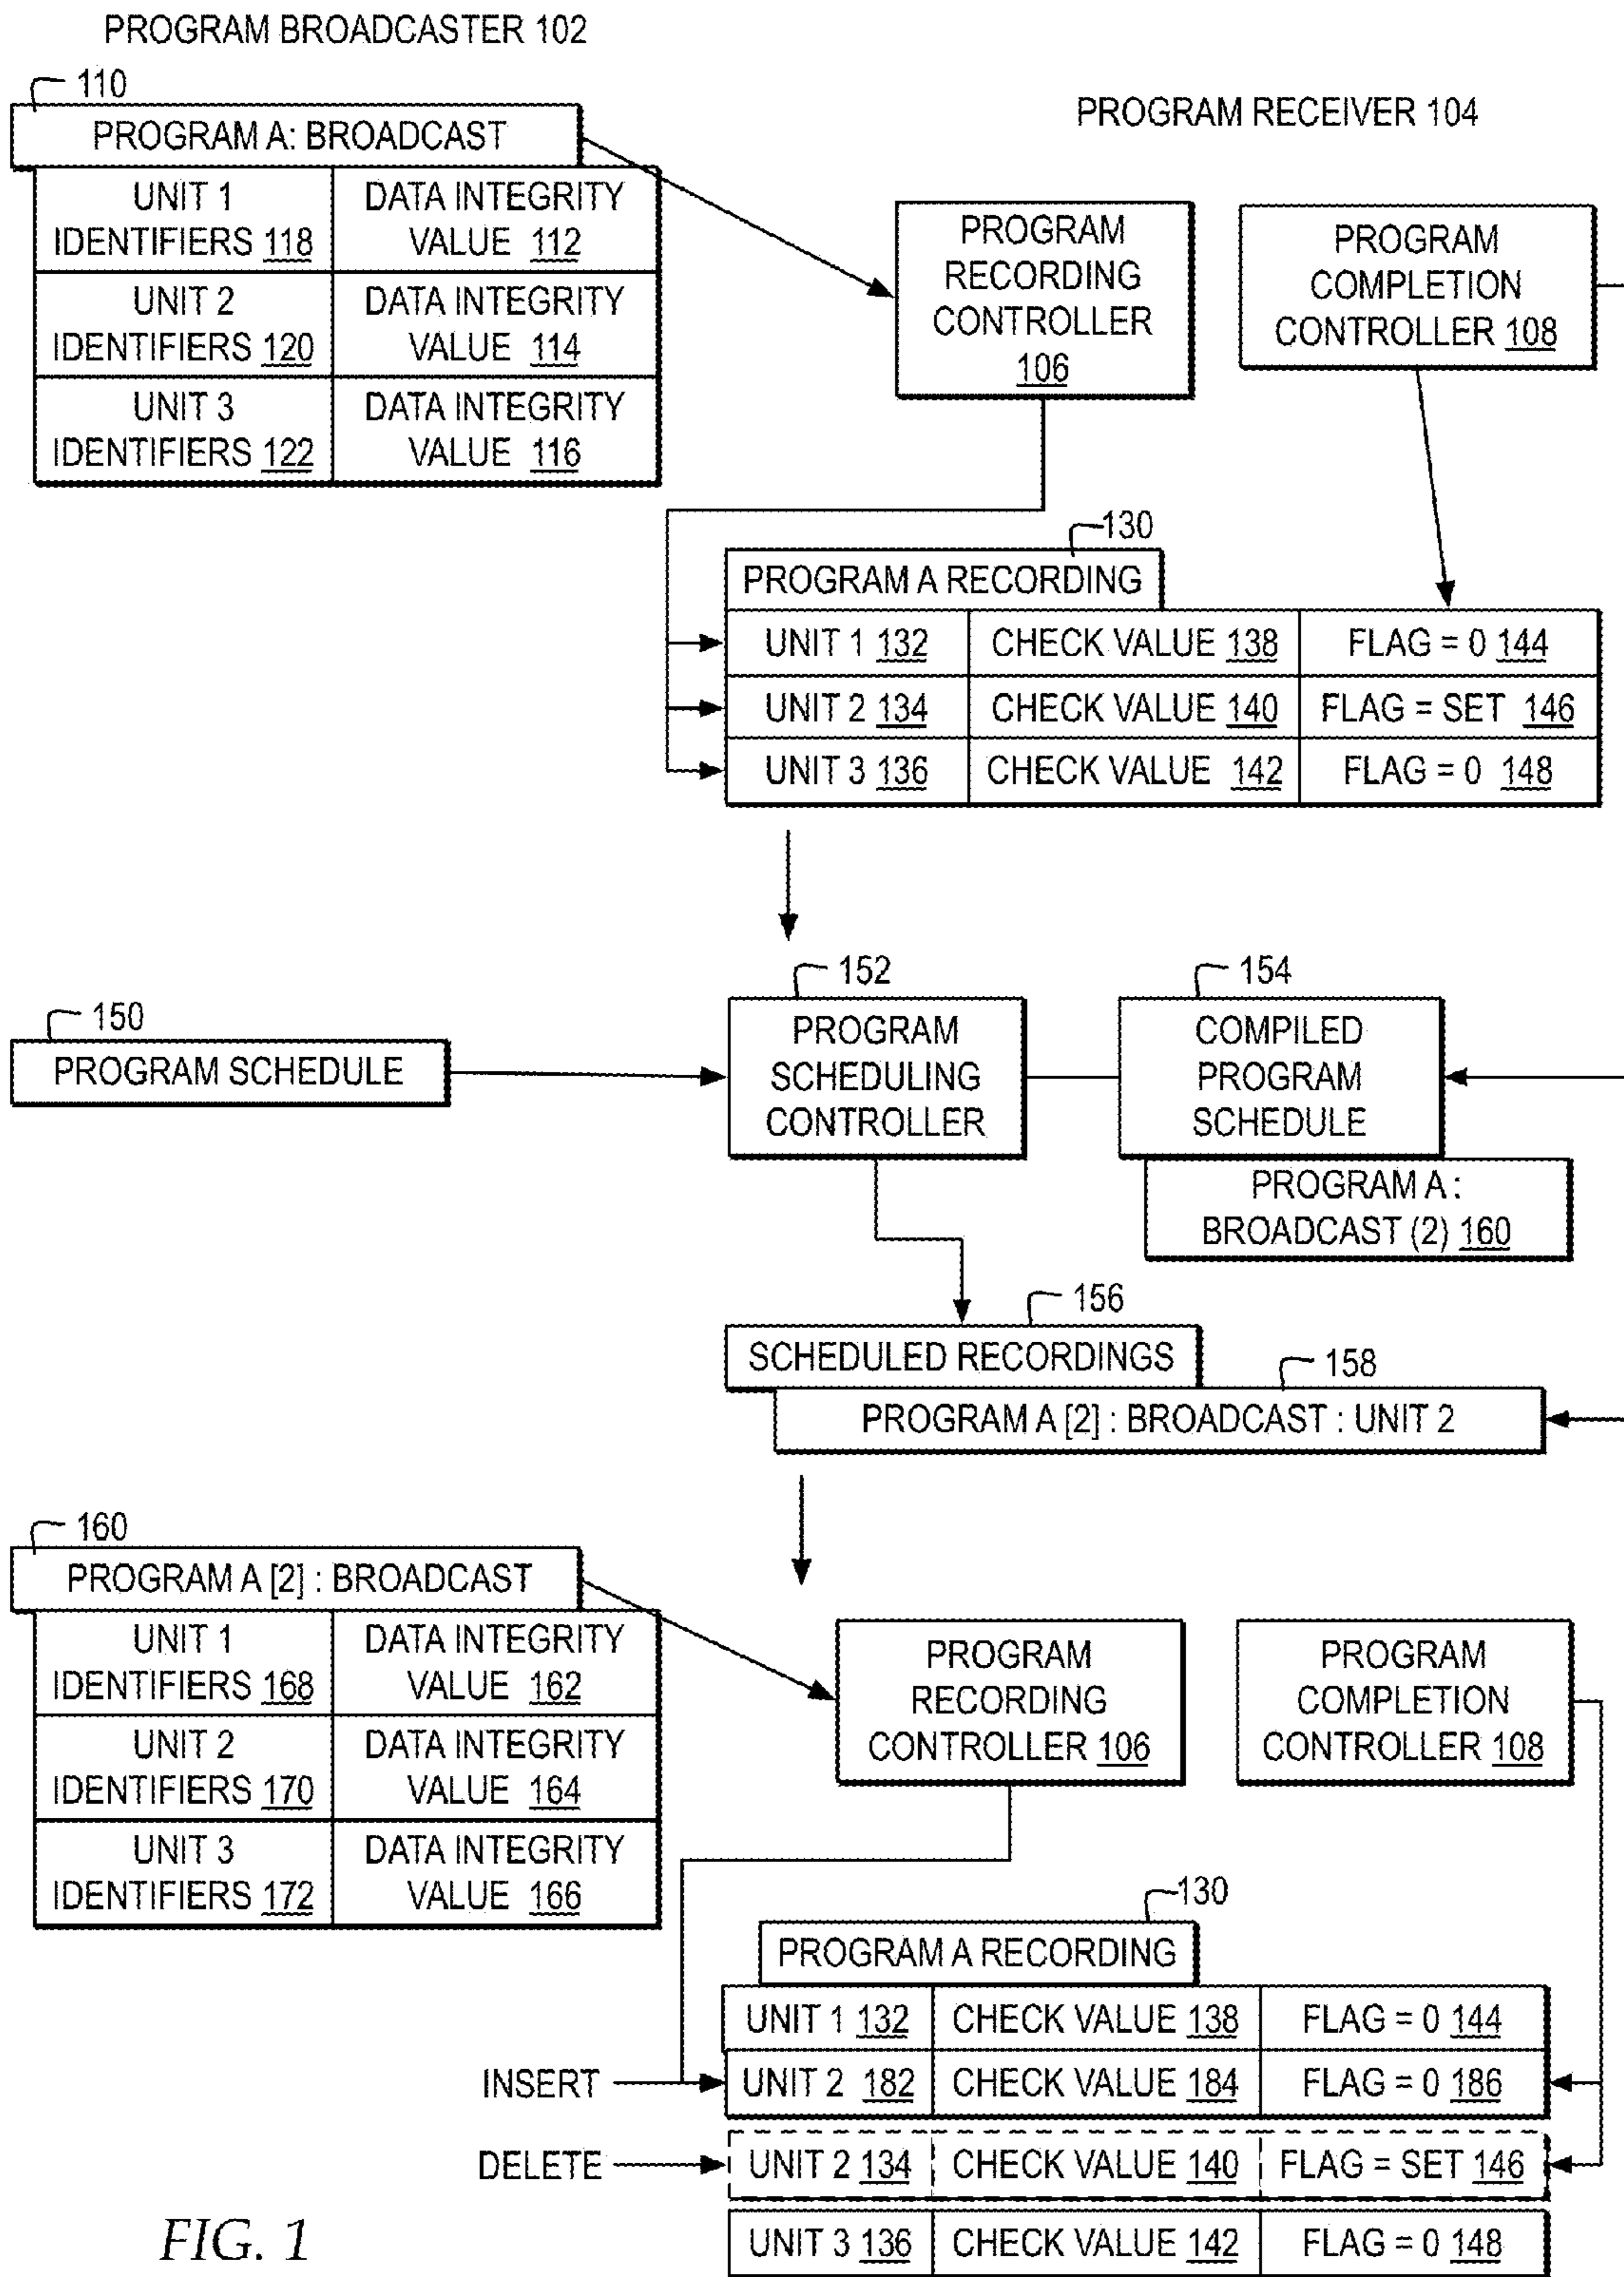 PROGRAM BROADCASTER 102
110
PROGRAM A: BROADCAST
UNIT 1
IDENTIFIERS 118
DATA INTEGRITY
VALUE 112
UNIT 2
IDENTIFIERS 120
DATA INTEGRITY
VALUE 114
UNIT 3
IDENTIFIERS 122
DATA INTEGRITY
VALUE 116
PROGRAM RECEIVER 104
PROGRAM
RECORDING
CONTROLLER
106
PROGRAM
COMPLETION
CONTROLLER 108
130
PROGRAM A RECORDING
UNIT 1 132
CHECK VALUE 138
FLAG = 0 144
UNIT 2 134
CHECK VALUE 140
FLAG = SET 146
UNIT 3 136
CHECK VALUE 142
FLAG = 0 148
150
PROGRAM SCHEDULE
152
PROGRAM
SCHEDULING
CONTROLLER
154
COMPILED
PROGRAM
SCHEDULE
PROGRAM A :
BROADCAST (2) 160
156
SCHEDULED RECORDINGS
158
PROGRAM A [2] : BROADCAST : UNIT 2
160
PROGRAM A [2] : BROADCAST
UNIT 1
IDENTIFIERS 168
DATA INTEGRITY
VALUE 162
UNIT 2
IDENTIFIERS 170
DATA INTEGRITY
VALUE 164
UNIT 3
IDENTIFIERS 172
DATA INTEGRITY
VALUE 166
PROGRAM
RECORDING
CONTROLLER 106
PROGRAM
COMPLETION
CONTROLLER 108
130
PROGRAM A RECORDING
UNIT 1 132
CHECK VALUE 138
FLAG = 0 144
INSERT
UNIT 2 182
CHECK VALUE 184
FLAG = 0 186
DELETE
UNIT 2 134
CHECK VALUE 140
FLAG = SET 146
UNIT 3 136
CHECK VALUE 142
FLAG = 0 148
FIG. 1